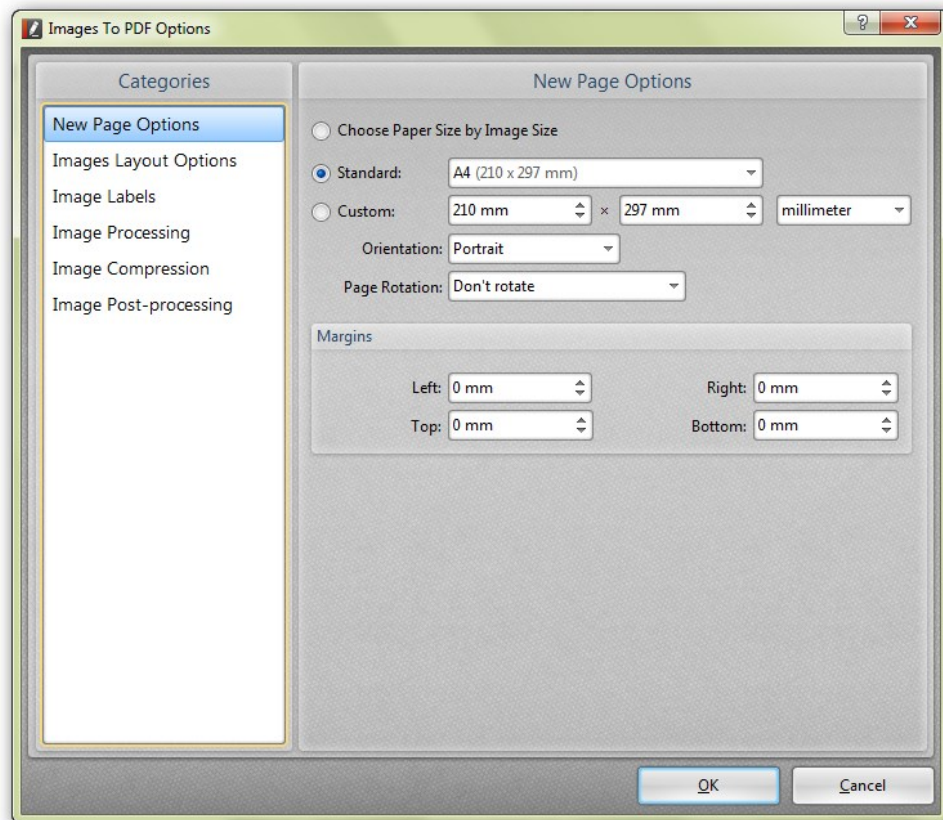 Images To PDF Options
?
Categories
New Page Options
Images Layout Options
Image Labels
Image Processing
Image Compression
Image Post-processing
New Page Options
Choose Paper Size by Image Size
Standard: A4 (210 x 297 mm)
Custom: 210 mm × 297 mm millimeter
Orientation: Portrait
Page Rotation: Don't rotate
Margins
Left: 0 mm Right: 0 mm
Top: 0 mm Bottom: 0 mm
OK Cancel